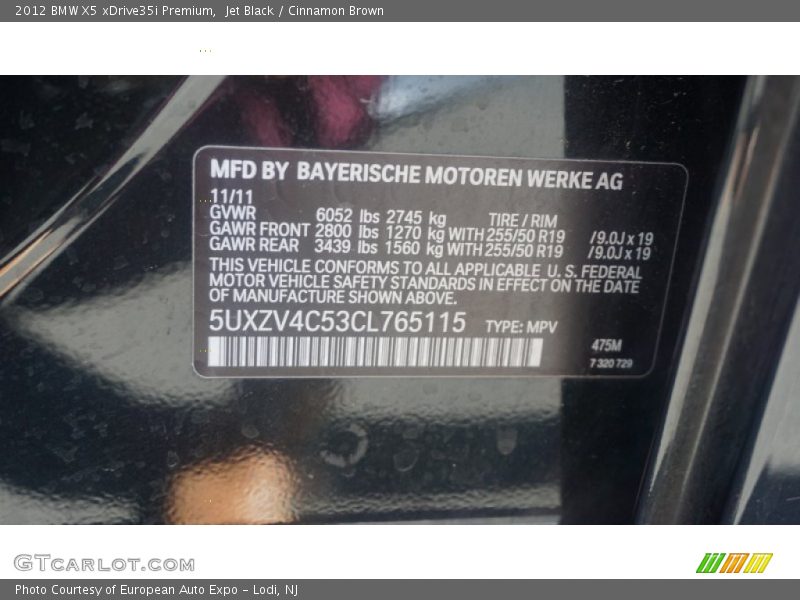 2012 BMW X5 xDrive35i Premium,  Jet Black / Cinnamon Brown
MFD BY BAYERISCHE MOTOREN WERKE AG
11/11
GVWR 6052 lbs 2745 kg TIRE / RIM
GAWR FRONT 2800 lbs 1270 kg WITH 255/50 R19 /9.0J x 19
GAWR REAR 3439 lbs 1560 kg WITH 255/50 R19 /9.0J x 19
THIS VEHICLE CONFORMS TO ALL APPLICABLE U. S. FEDERAL
MOTOR VEHICLE SAFETY STANDARDS IN EFFECT ON THE DATE
OF MANUFACTURE SHOWN ABOVE.
5UXZV4C53CL765115 TYPE: MPV
475M
7 320 729
GTCARLOT.COM
Photo Courtesy of European Auto Expo - Lodi, NJ